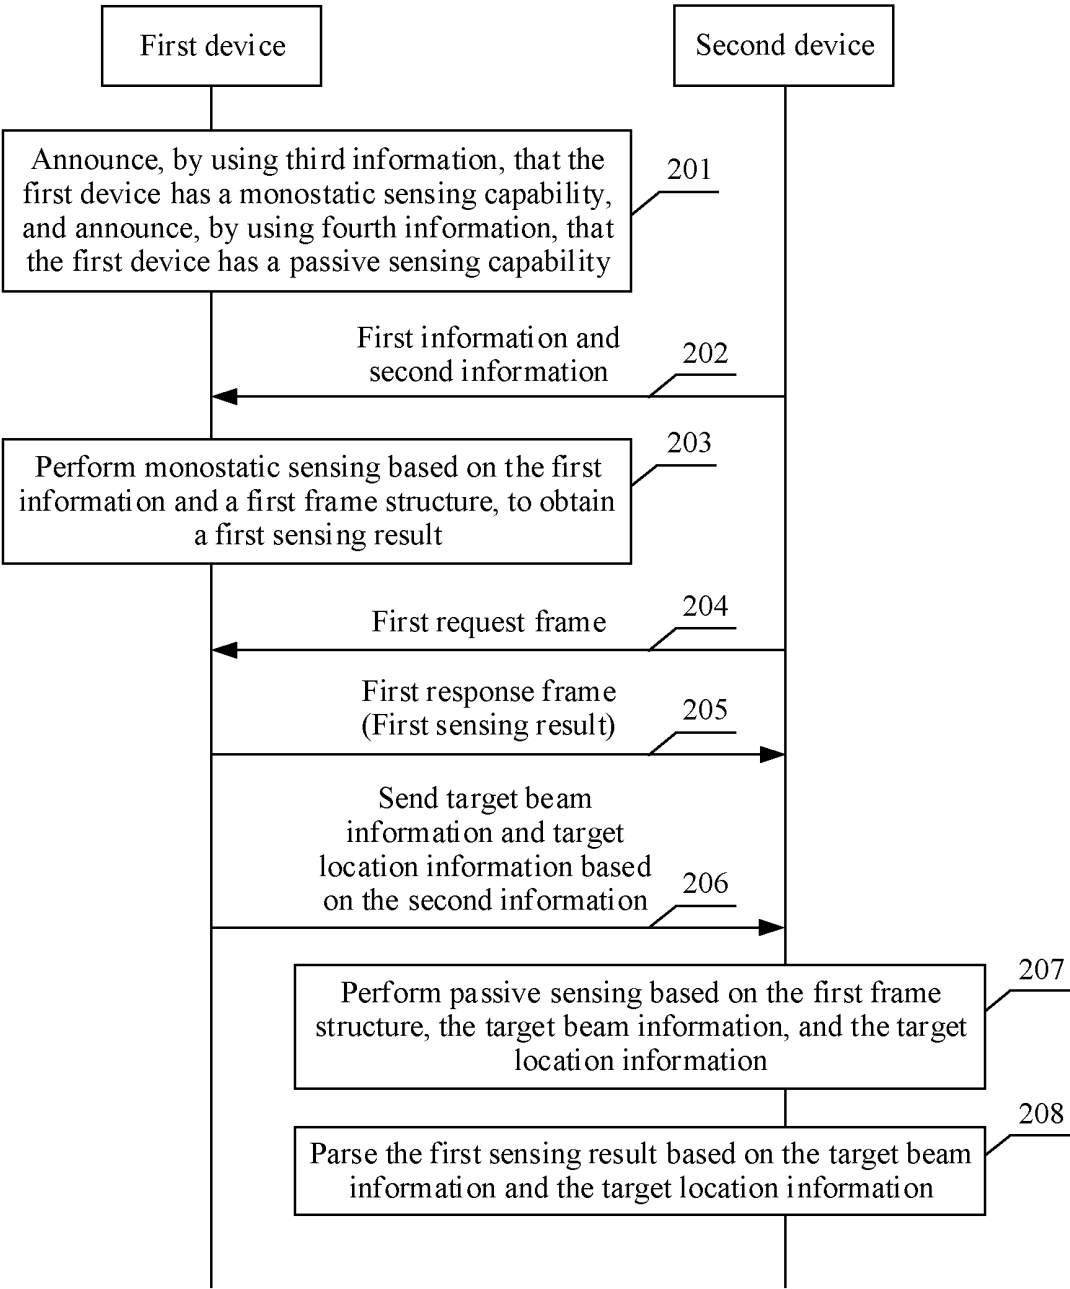 First device
Second device
Announce, by using third information, that the
first device has a monostatic sensing capability,
and announce, by using fourth information, that
the first device has a passive sensing capability
201
First information and
second information
202
Perform monostatic sensing based on the first
information and a first frame structure, to obtain
a first sensing result
203
First request frame
204
First response frame
(First sensing result)
205
Send target beam
information and target
location information based
on the second information
206
Perform passive sensing based on the first frame
structure, the target beam information, and the target
location information
207
Parse the first sensing result based on the target beam
information and the target location information
208